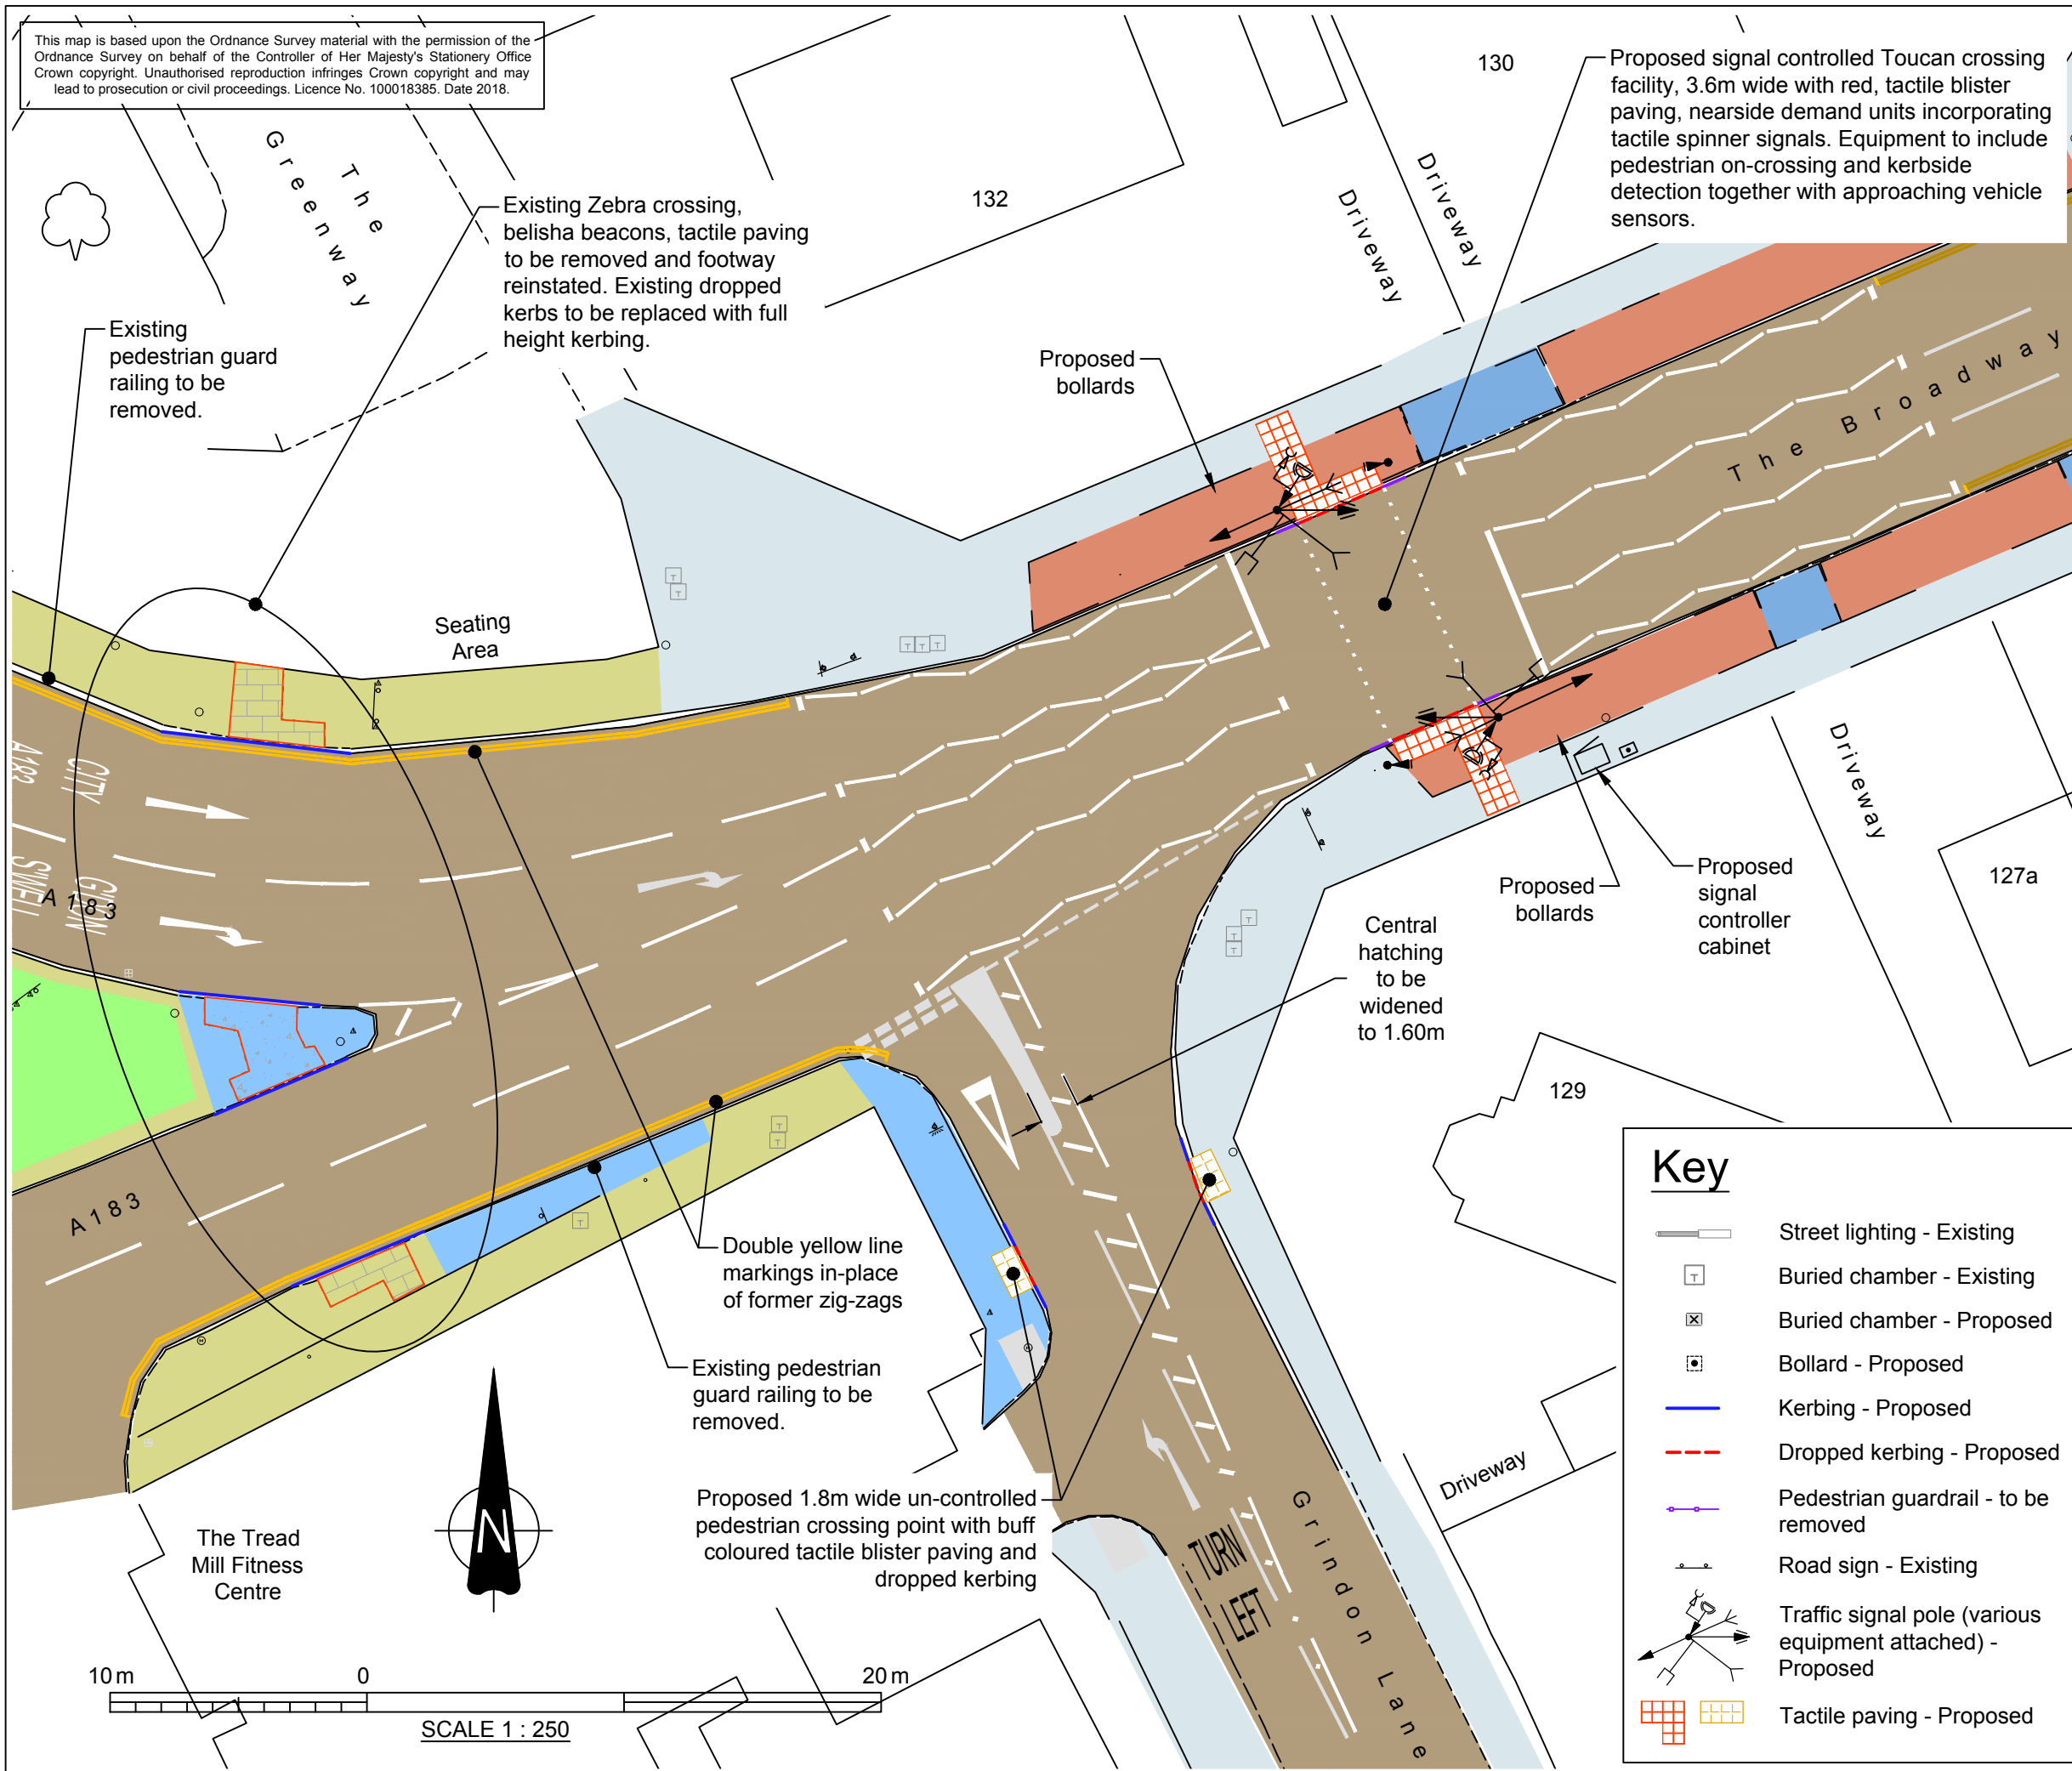 This map is based upon the Ordnance Survey material with the permission of the
Ordnance Survey on behalf of the Controller of Her Majesty's Stationery Office
Crown copyright. Unauthorised reproduction infringes Crown copyright and may
lead to prosecution or civil proceedings. Licence No. 100018385. Date 2018.
The
Greenway
Existing Zebra crossing,
belisha beacons, tactile paving
to be removed and footway
reinstated. Existing dropped
kerbs to be replaced with full
height kerbing.
132
130
Driveway
Driveway
Proposed signal controlled Toucan crossing
facility, 3.6m wide with red, tactile blister
paving, nearside demand units incorporating
tactile spinner signals. Equipment to include
pedestrian on-crossing and kerbside
detection together with approaching vehicle
sensors.
Existing
pedestrian guard
railing to be
removed.
Proposed
bollards
The Broadway
Seating
Area
A183
CITY
S'WELL
G'DON
A183
Proposed
bollards
Proposed
signal
controller
cabinet
Driveway
127a
Central
hatching
to be
widened
to 1.60m
129
A183
Double yellow line
markings in-place
of former zig-zags
Existing pedestrian
guard railing to be
removed.
Proposed 1.8m wide un-controlled
pedestrian crossing point with buff
coloured tactile blister paving and
dropped kerbing
The Tread
Mill Fitness
Centre
N
TURN
LEFT
Grindon Lane
Driveway
10 m 0 20 m
SCALE 1 : 250
Key
Street lighting - Existing
T Buried chamber - Existing
Buried chamber - Proposed
Bollard - Proposed
Kerbing - Proposed
Dropped kerbing - Proposed
Pedestrian guardrail - to be
removed
Road sign - Existing
Traffic signal pole (various
equipment attached) -
Proposed
Tactile paving - Proposed